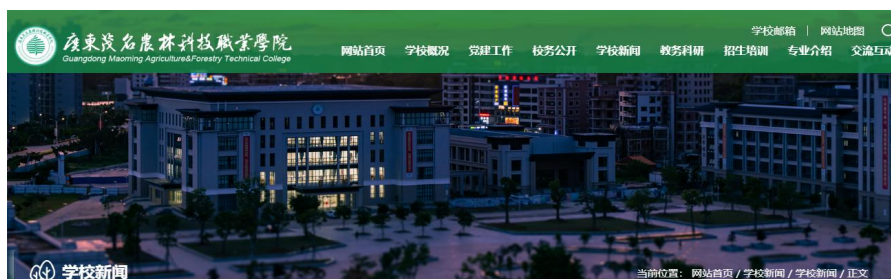 学校邮箱 | 网站地图
广东茂名农林科技職業學院
Guangdong Maoming Agriculture&Forestry Technical College
网站首页 学校概况 党建工作 校务公开 学校新闻 教务科研 招生培训 专业介绍 交流互动
学校新闻
当前位置: 网站首页 / 学校新闻 / 学校新闻 / 正文